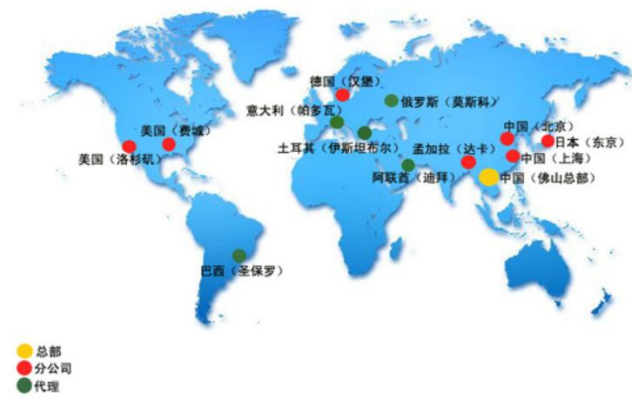 德国（汉堡）
俄罗斯（莫斯科）
意大利（帕多瓦）
美国（费城）
中国（北京）
土耳其（伊斯坦布尔）
孟加拉（达卡）
日本（东京）
美国（洛杉矶）
中国（上海）
阿联酋（迪拜）
中国（佛山总部）
巴西（圣保罗）
总部
分公司
代理